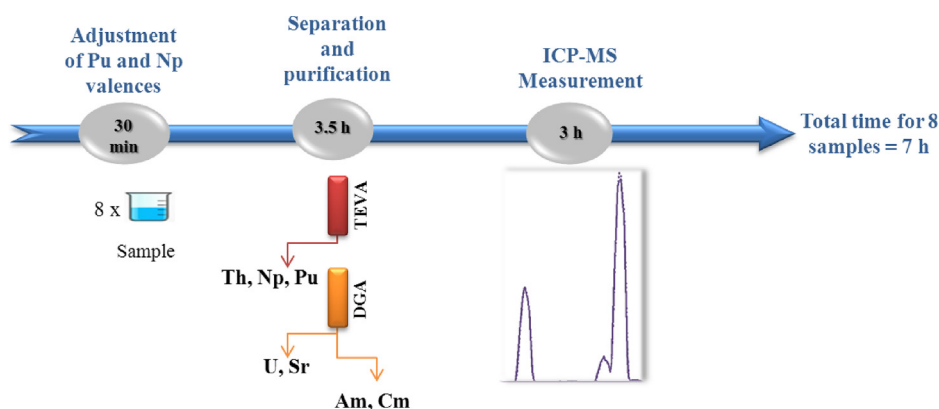 Adjustment
of Pu and Np
valences
Separation
and
purification
ICP-MS
Measurement
30
min
3.5 h
3 h
Total time for 8
samples = 7 h
8 x
Sample
TEVA
Th, Np, Pu
DGA
U, Sr
Am, Cm